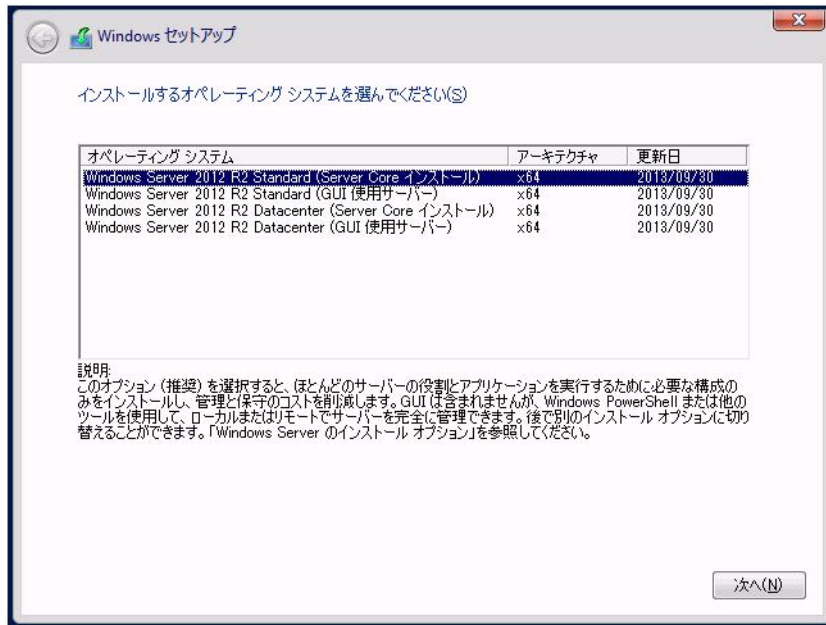 Windows セットアップ
インストールするオペレーティング システムを選んでください(S)
オペレーティング システム アーキテクチャ 更新日
Windows Server 2012 R2 Standard (Server Core インストール) x64 2013/09/30
Windows Server 2012 R2 Standard (GUI 使用サーバー) x64 2013/09/30
Windows Server 2012 R2 Datacenter (Server Core インストール) x64 2013/09/30
Windows Server 2012 R2 Datacenter (GUI 使用サーバー) x64 2013/09/30
説明:
このオプション (推奨) を選択すると、ほとんどのサーバーの役割とアプリケーションを実行するために必要な構成の
みをインストールし、管理と保守のコストを削減します。GUI は含まれませんが、Windows PowerShell または他の
ツールを使用して、ローカルまたはリモートでサーバーを完全に管理できます。後で別のインストール オプションに切り
替えることができます。「Windows Server のインストール オプション」を参照してください。
次へ(N)